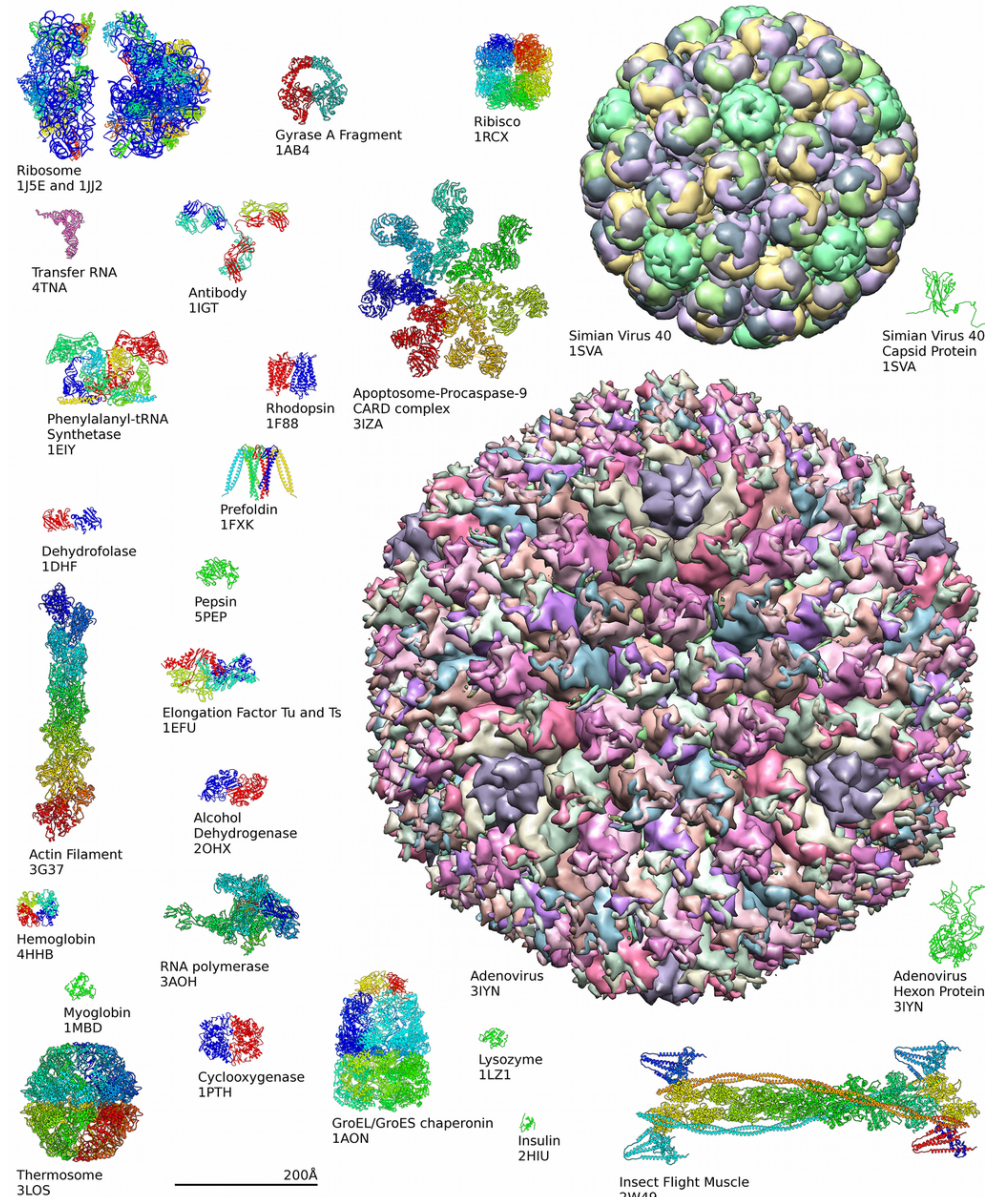 Ribosome
1J5E and 1JJ2
Gyrase A Fragment
1AB4
Ribisco
1RCX
Transfer RNA
4TNA
Antibody
1IGT
Simian Virus 40
1SVA
Simian Virus 40
Capsid Protein
1SVA
Phenylalanyl-tRNA
Synthetase
1EIY
Rhodopsin
1F88
Apoptosome-Procaspase-9
CARD complex
3IZA
Prefoldin
1FXK
Dehydrofolase
1DHF
Pepsin
5PEP
Elongation Factor Tu and Ts
1EFU
Alcohol
Dehydrogenase
2OHX
Actin Filament
3G37
Hemoglobin
4HHB
RNA polymerase
3AOH
Adenovirus
3IYN
Adenovirus
Hexon Protein
3IYN
Myoglobin
1MBD
Cyclooxygenase
1PTH
Lysozyme
1LZ1
GroEL/GroES chaperonin
1AON
Insulin
2HIU
Thermosome
3LOS
200Å
Insect Flight Muscle
2W49